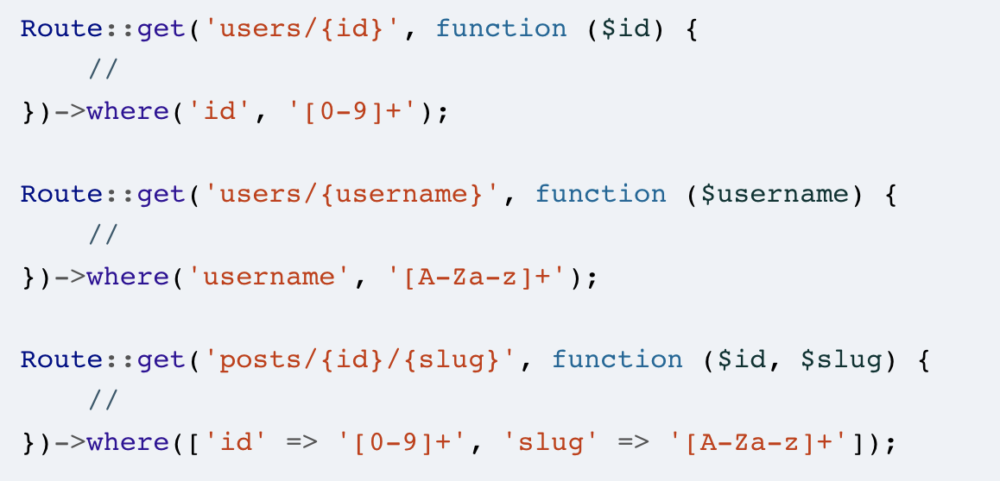 Route::get('users/{id}', function ($id) {
    //
})->where('id', '[0-9]+');

Route::get('users/{username}', function ($username) {
    //
})->where('username', '[A-Za-z]+');

Route::get('posts/{id}/{slug}', function ($id, $slug) {
    //
})->where(['id' => '[0-9]+', 'slug' => '[A-Za-z]+']);